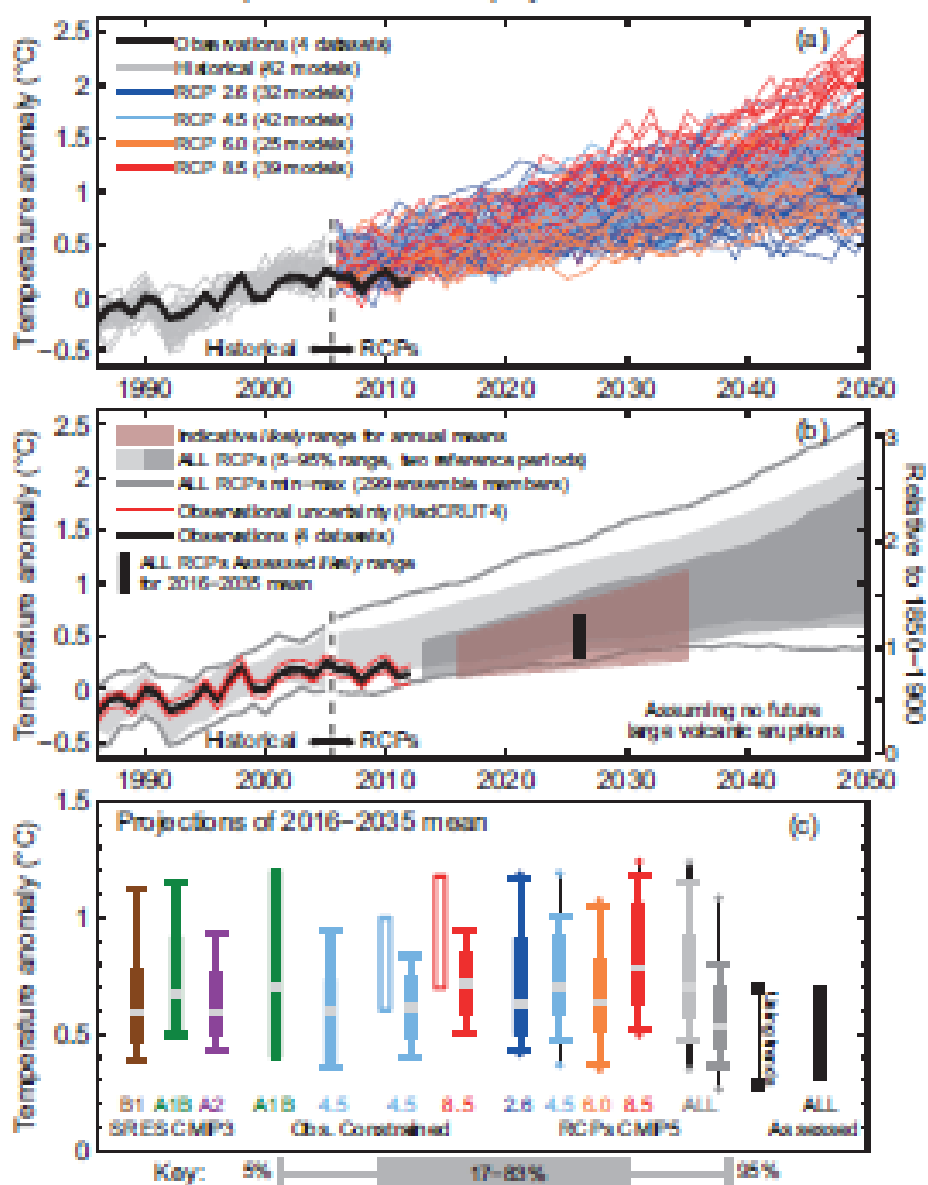 Temperature anomaly (°C)
2.5
2
1.5
1
0.5
0
−0.5
(a)
Observations (4 datasets)
Historical (42 models)
RCP 2.6 (32 models)
RCP 4.5 (42 models)
RCP 6.0 (25 models)
RCP 8.5 (39 models)
Historical RCPs
1990 2000 2010 2020 2030 2040 2050
Temperature anomaly (°C)
2.5
2
1.5
1
0.5
0
−0.5
(b)
Indicative likely range for annual means
ALL RCPs (5−95% range, two reference periods)
ALL RCPs min−max (299 ensemble members)
Observational uncertainty (HadCRUT4)
Observations (4 datasets)
ALL RCPs Assessed likely range
for 2016−2035 mean
Assuming no future
large volcanic eruptions
Historical RCPs
3
2
1
0
Relative to 1850−1900
1990 2000 2010 2020 2030 2040 2050
Temperature anomaly (°C)
1.5
1
0.5
0
Projections of 2016−2035 mean
(c)
Using trends
B1 A1B A2 A1B 4.5 4.5 8.5 2.6 4.5 6.0 8.5 ALL ALL
SRES CMIP3 Obs. Constrained RCPs CMIP5 Assessed
Key: 5% 17−83% 95%